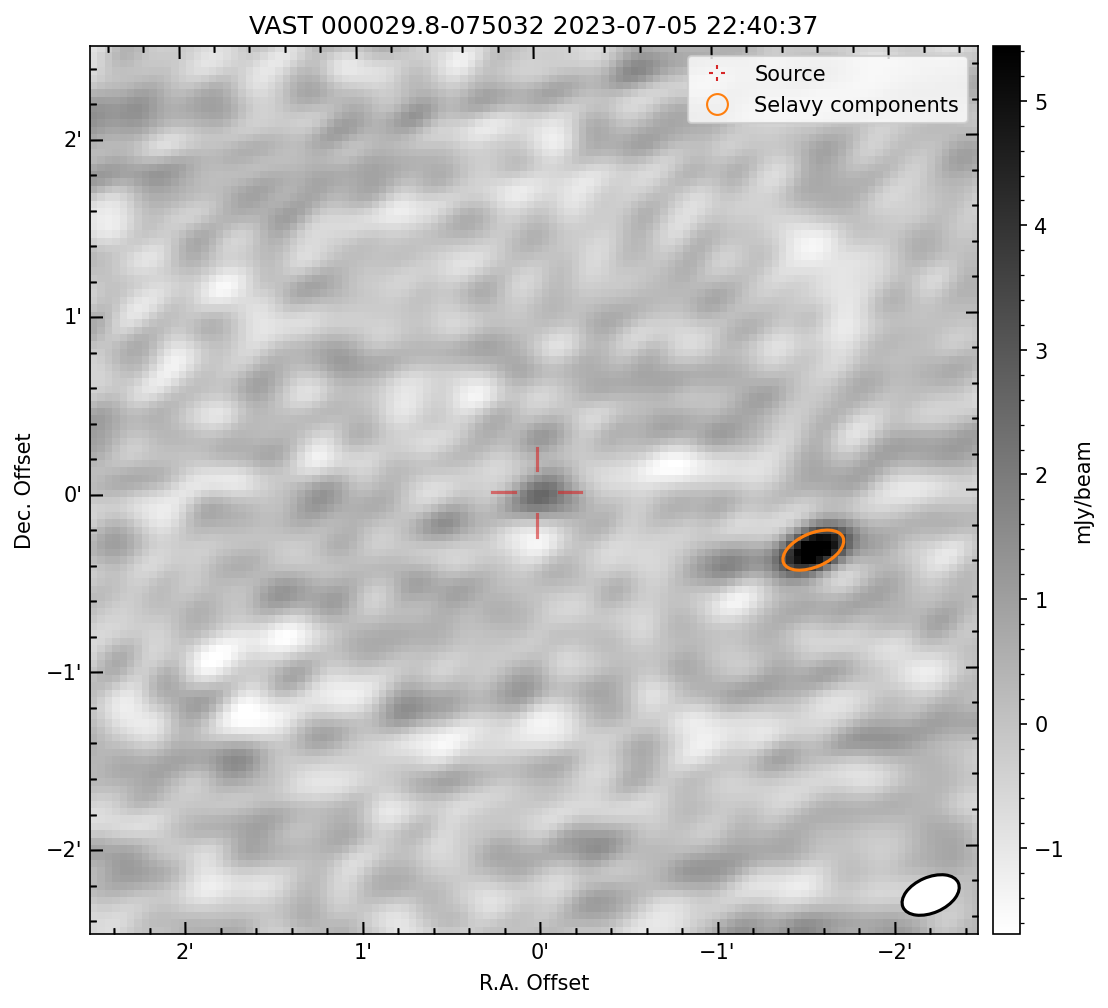 VAST 000029.8-075032 2023-07-05 22:40:37
Source
Selavy components
2'
1'
0'
−1'
−2'
Dec. Offset
2'
1'
0'
−1'
−2'
R.A. Offset
5
4
3
2
1
0
−1
mJy/beam